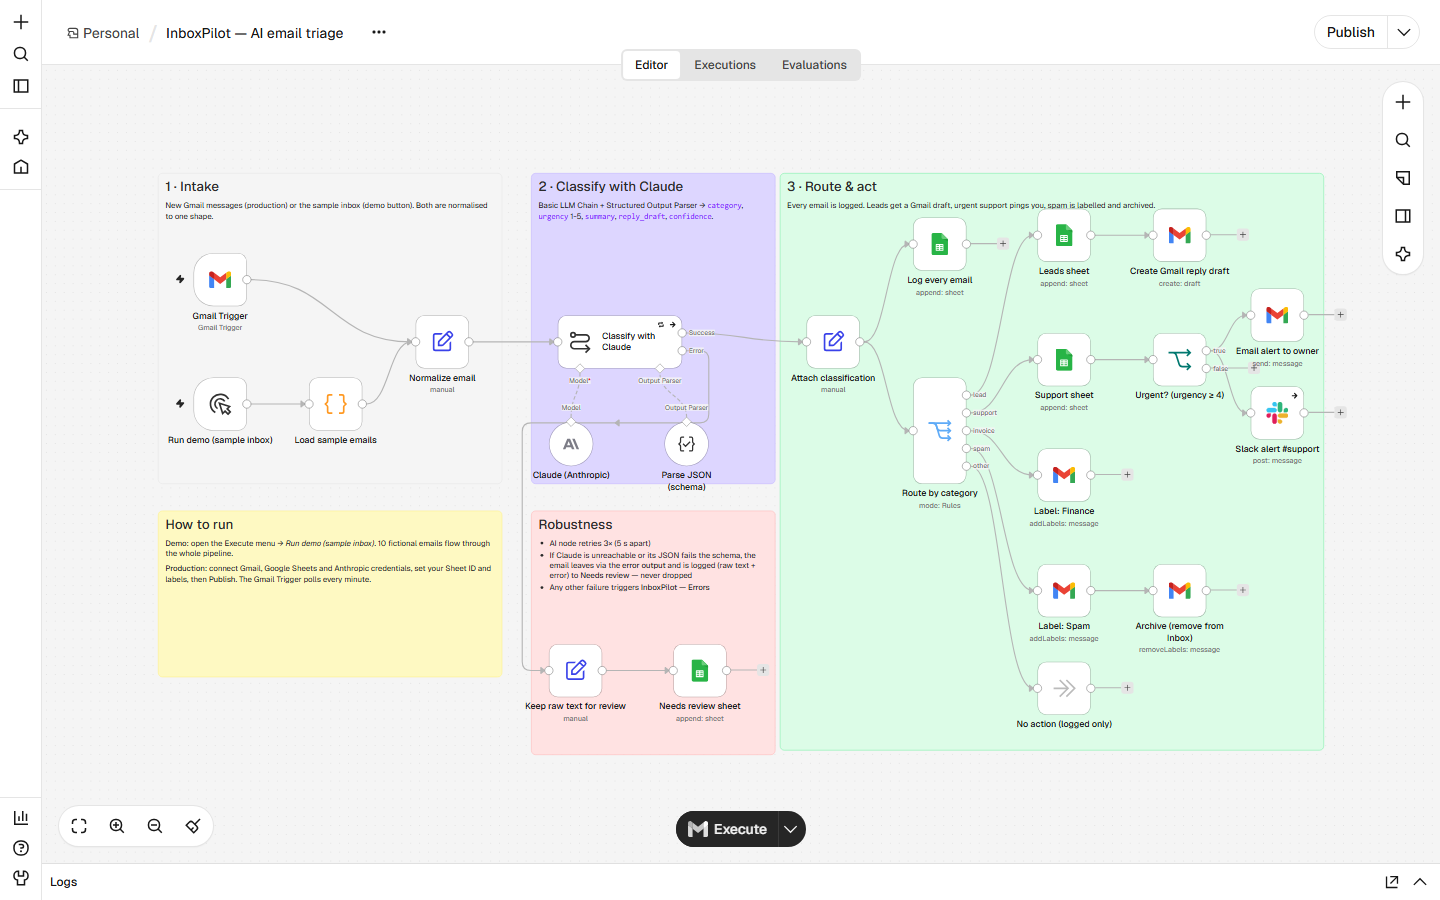 Personal / InboxPilot — AI email triage
Publish
Editor
Executions
Evaluations
1 · Intake
New Gmail messages (production) or the sample inbox (demo button). Both are normalised
to one shape.
Gmail Trigger
Gmail Trigger
Run demo (sample inbox)
Load sample emails
Normalize email
manual
2 · Classify with Claude
Basic LLM Chain + Structured Output Parser → category,
urgency 1-5, summary, reply_draft, confidence.
Classify with
Claude
Success
Error
Model*
Output Parser
Model
Output Parser
Claude (Anthropic)
Parse JSON
(schema)
3 · Route & act
Every email is logged. Leads get a Gmail draft, urgent support pings you, spam is labelled and archived.
Attach classification
manual
Log every email
append: sheet
Route by category
mode: Rules
lead
support
invoice
spam
other
Leads sheet
append: sheet
Create Gmail reply draft
create: draft
Support sheet
append: sheet
Urgent? (urgency ≥ 4)
true
false
Email alert to owner
send: message
Slack alert #support
post: message
Label: Finance
addLabels: message
Label: Spam
addLabels: message
Archive (remove from
Inbox)
removeLabels: message
No action (logged only)
How to run
Demo: open the Execute menu → Run demo (sample inbox). 10 fictional emails flow through
the whole pipeline.
Production: connect Gmail, Google Sheets and Anthropic credentials, set your Sheet ID and
labels, then Publish. The Gmail Trigger polls every minute.
Robustness
• AI node retries 3× (5 s apart)
• If Claude is unreachable or its JSON fails the schema, the
email leaves via the error output and is logged (raw text +
error) to Needs review — never dropped
• Any other failure triggers InboxPilot — Errors
Keep raw text for review
manual
Needs review sheet
append: sheet
Execute
Logs